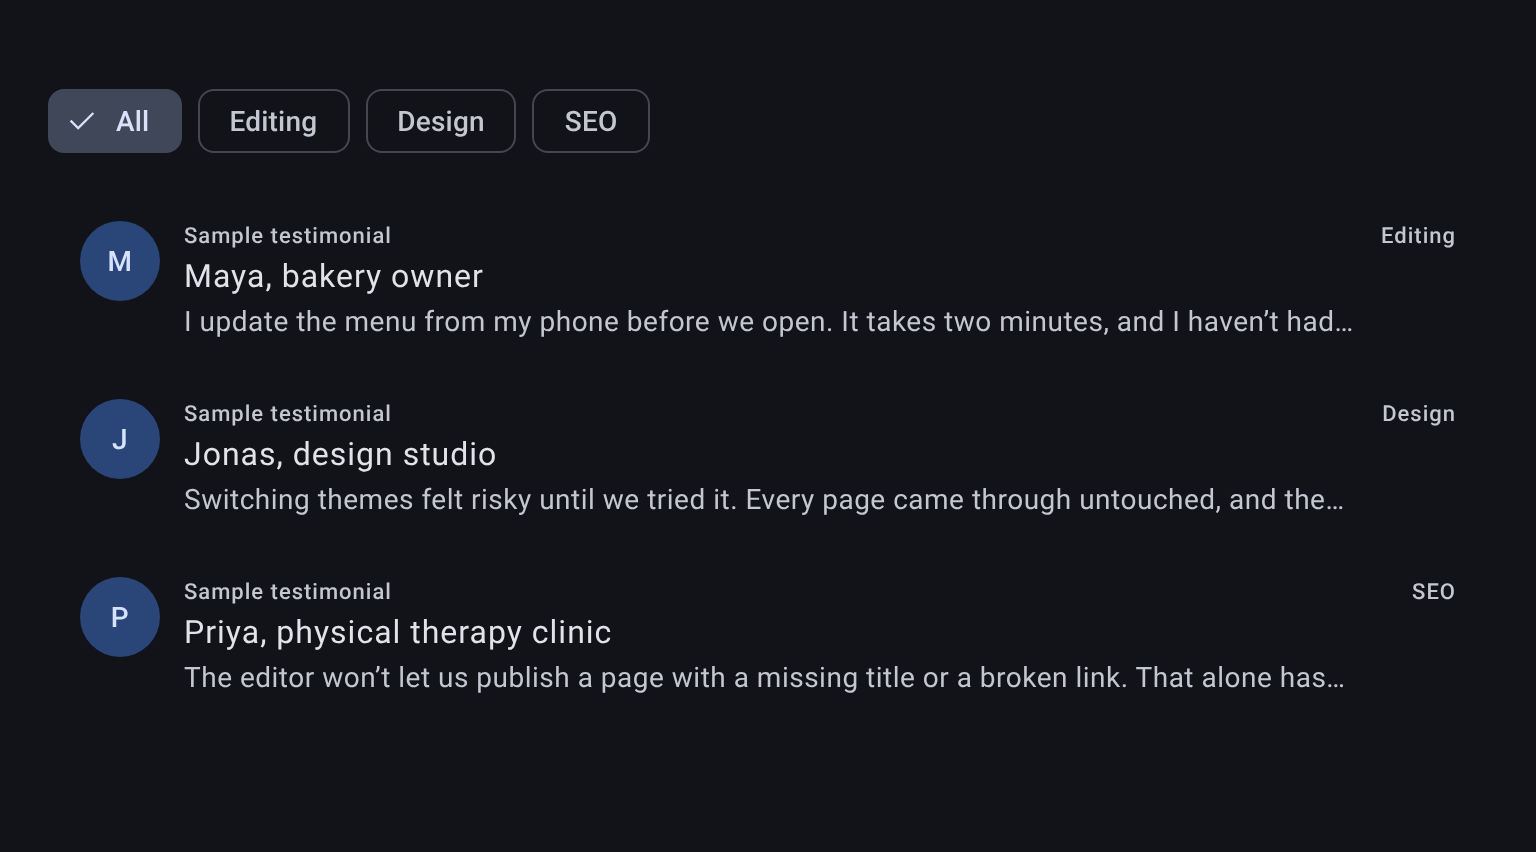 All
Editing
Design
SEO
M
Sample testimonial
Editing
Maya, bakery owner
I update the menu from my phone before we open. It takes two minutes, and I haven’t had…
J
Sample testimonial
Design
Jonas, design studio
Switching themes felt risky until we tried it. Every page came through untouched, and the…
P
Sample testimonial
SEO
Priya, physical therapy clinic
The editor won’t let us publish a page with a missing title or a broken link. That alone has…